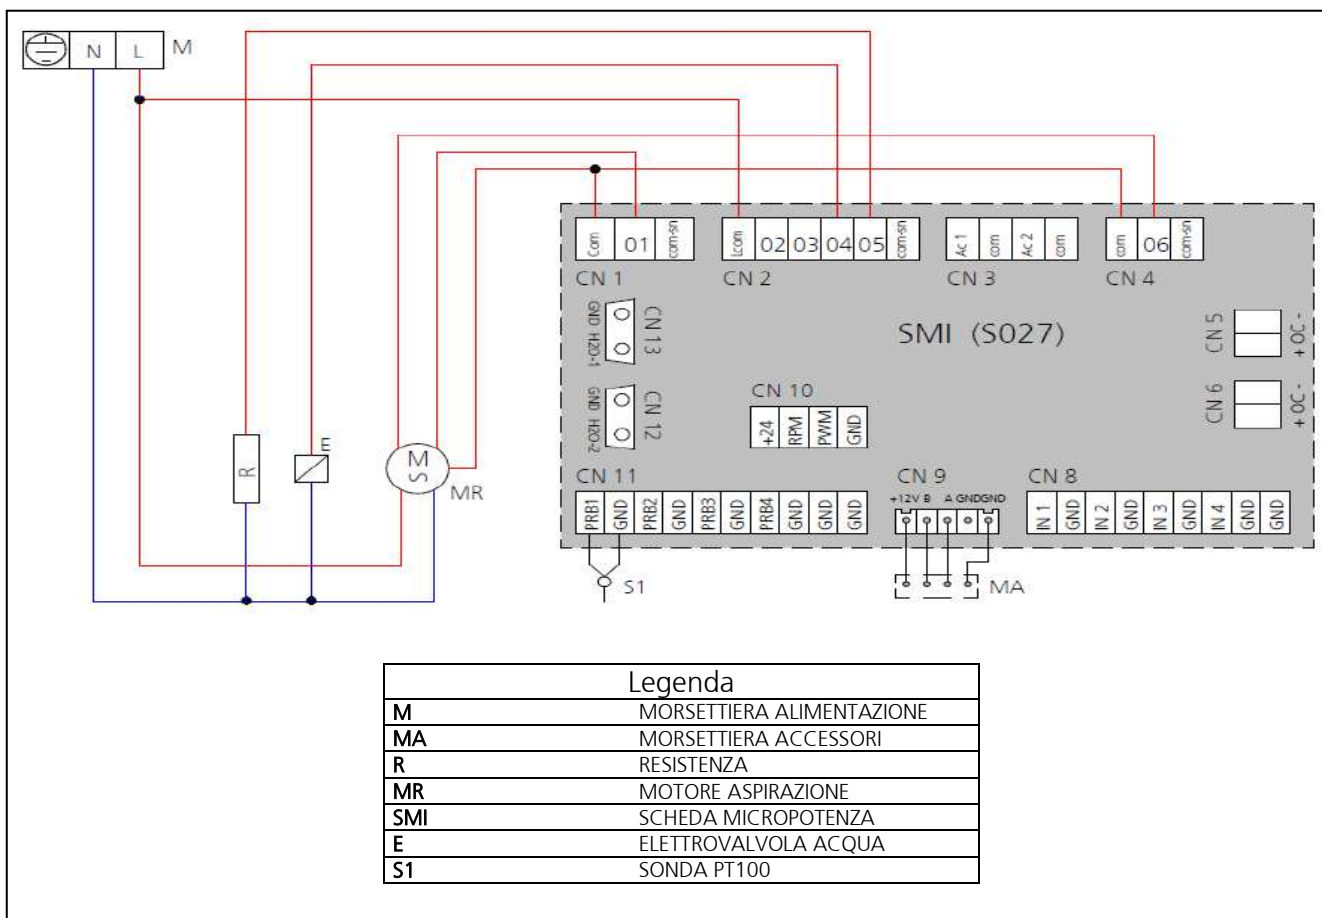 N L M
Com 01 com-sn
Lcom 02 03 04 05 com-sn
Ac 1 com Ac 2 com
com 06 com-sn
CN 1
CN 2
CN 3
CN 4
GND H2O-1
CN 13
SMI (S027)
CN 5
+ OC -
GND H2O-2
CN 12
CN 10
+24 RPM PWM GND
CN 6
+ OC -
R
E
M
S
MR
CN 11
PRB1 GND PRB2 GND PRB3 GND PRB4 GND GND GND
CN 9
+12V B A GND GND
CN 8
IN 1 GND IN 2 GND IN 3 GND IN 4 GND GND
S1
MA
Legenda
M MORSETTIERA ALIMENTAZIONE
MA MORSETTIERA ACCESSORI
R RESISTENZA
MR MOTORE ASPIRAZIONE
SMI SCHEDA MICROPOTENZA
E ELETTROVALVOLA ACQUA
S1 SONDA PT100